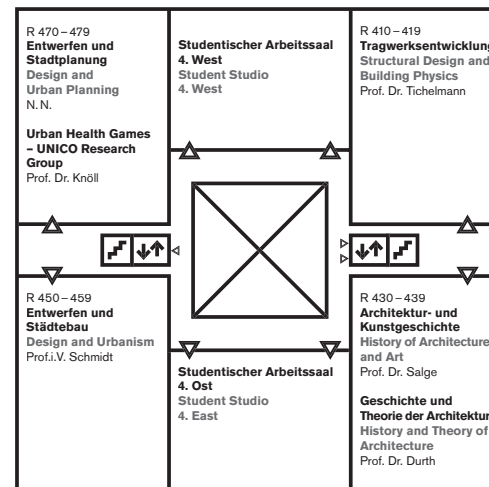 R 470 – 479
Entwerfen und
Stadtplanung
Design and
Urban Planning
N. N.
Urban Health Games
– UNICO Research
Group
Prof. Dr. Knöll
Studentischer Arbeitssaal
4. West
Student Studio
4. West
R 410 – 419
Tragwerksentwicklung
Structural Design and
Building Physics
Prof. Dr. Tichelmann
R 450 – 459
Entwerfen und
Städtebau
Design and Urbanism
Prof.i.V. Schmidt
Studentischer Arbeitssaal
4. Ost
Student Studio
4. East
R 430 – 439
Architektur- und
Kunstgeschichte
History of Architecture
and Art
Prof. Dr. Salge
Geschichte und
Theorie der Architektur
History and Theory of
Architecture
Prof. Dr. Durth